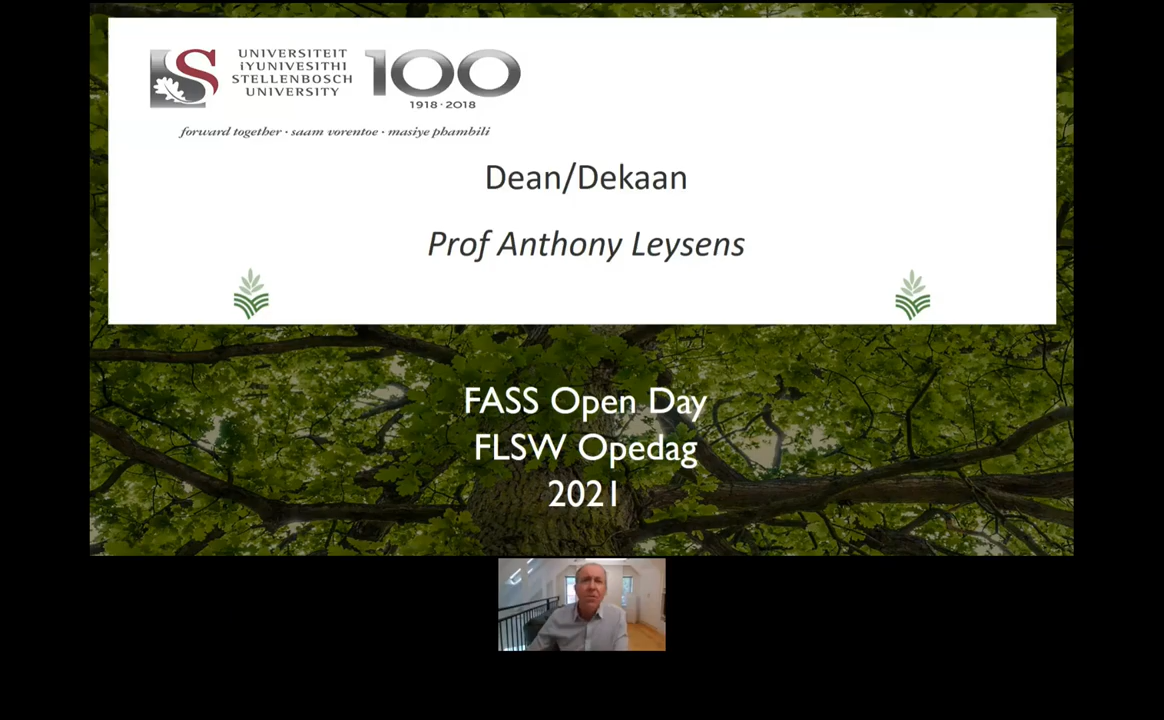 UNIVERSITEIT
iYUNIVESITHI
STELLENBOSCH
UNIVERSITY
100
1918 · 2018
forward together · saam vorentoe · masiye phambili
Dean/Dekaan
Prof Anthony Leysens
FASS Open Day
FLSW Opedag
2021